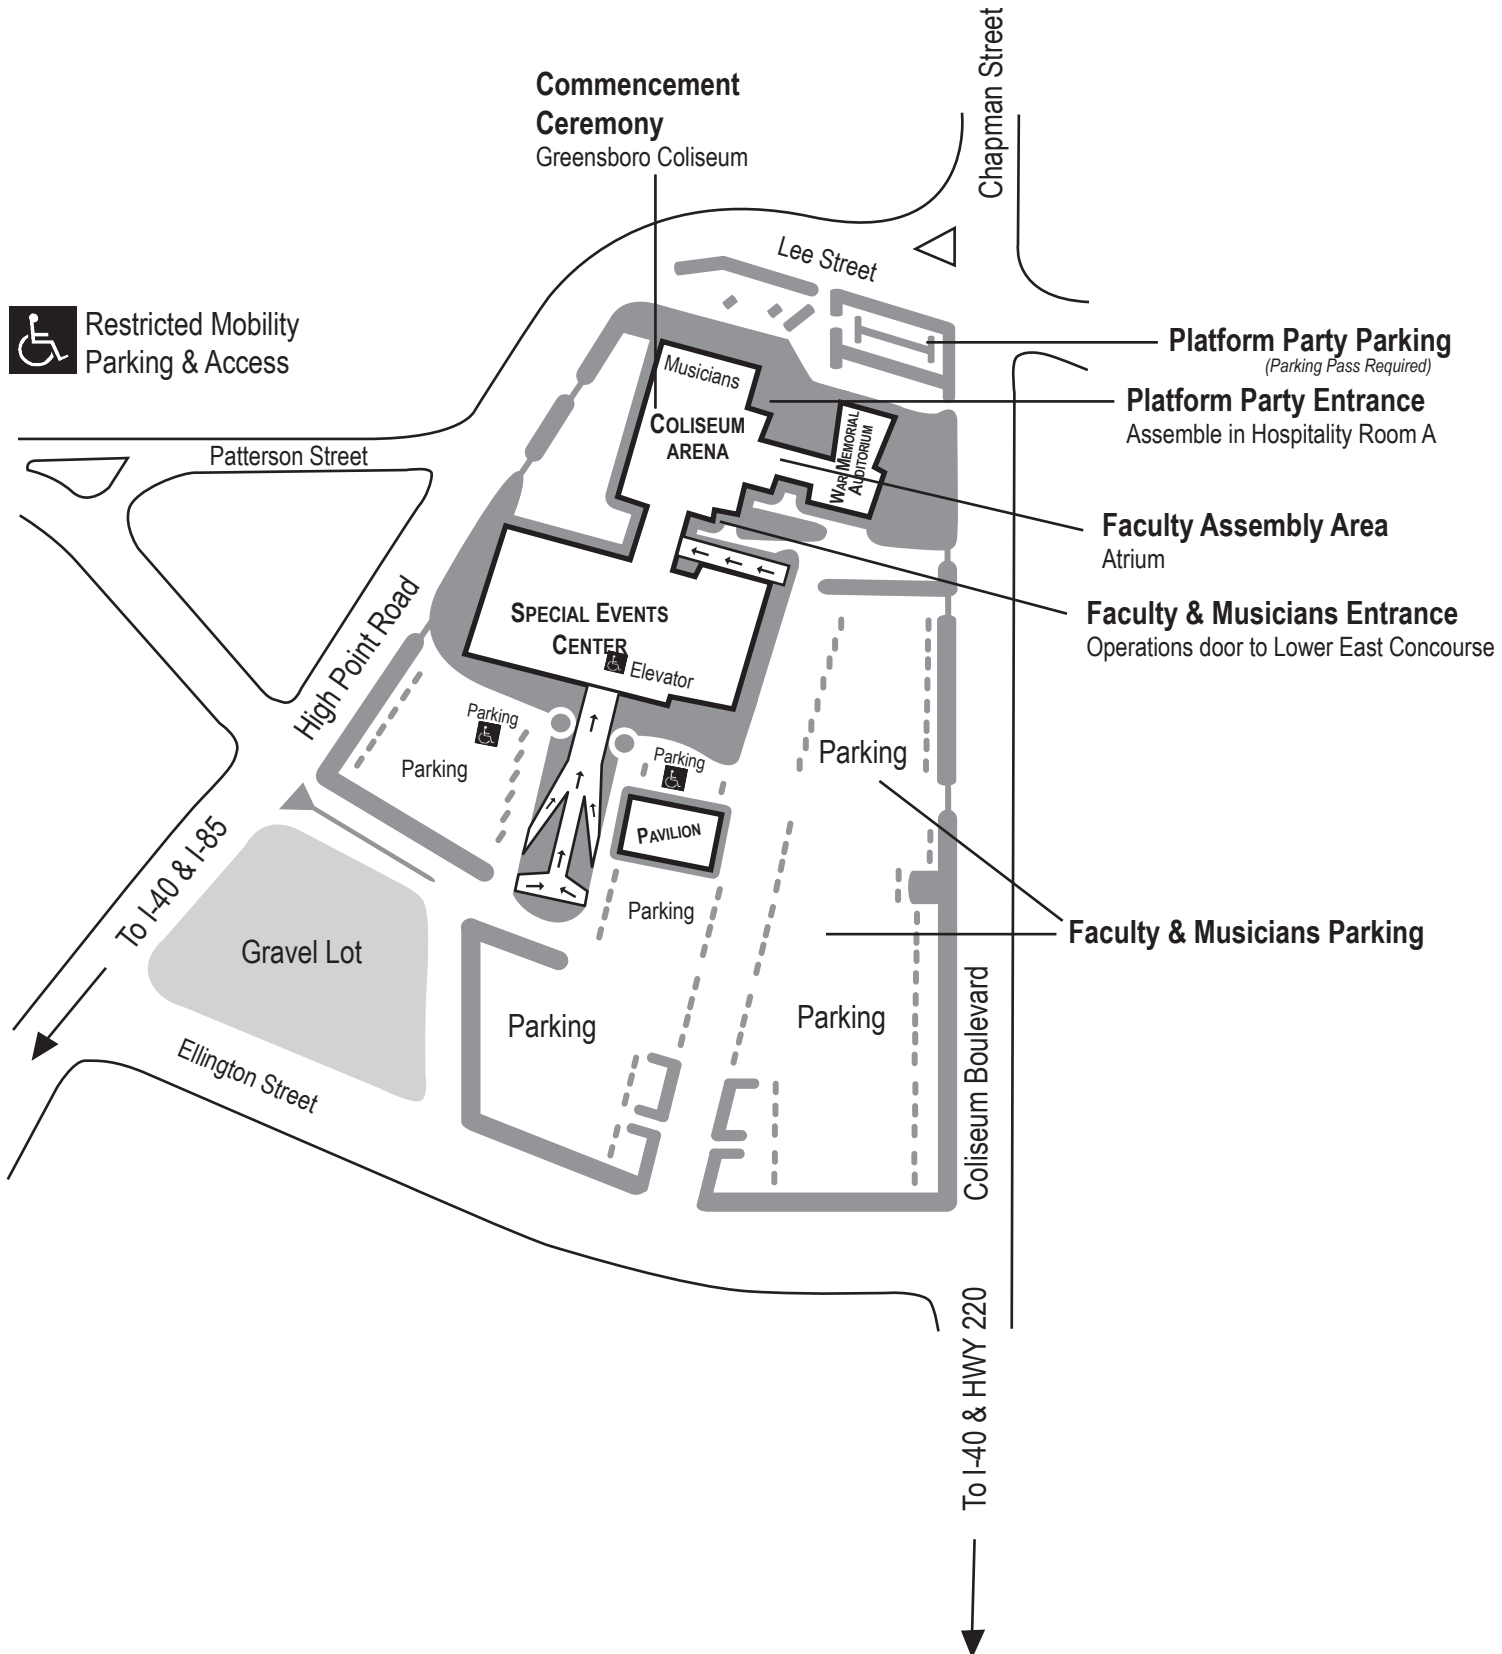 Chapman Street
Commencement
Ceremony
Greensboro Coliseum
Lee Street
Restricted Mobility
Parking & Access
Platform Party Parking
(Parking Pass Required)
Musicians
Platform Party Entrance
Assemble in Hospitality Room A
COLISEUM
ARENA
WAR MEMORIAL
AUDITORIUM
Patterson Street
Faculty Assembly Area
Atrium
High Point Road
SPECIAL EVENTS
CENTER
Elevator
Faculty & Musicians Entrance
Operations door to Lower East Concourse
Parking
Parking
Parking
Parking
PAVILION
Parking
To I-40 & I-85
Gravel Lot
Parking
Parking
Faculty & Musicians Parking
Ellington Street
Coliseum Boulevard
To I-40 & HWY 220